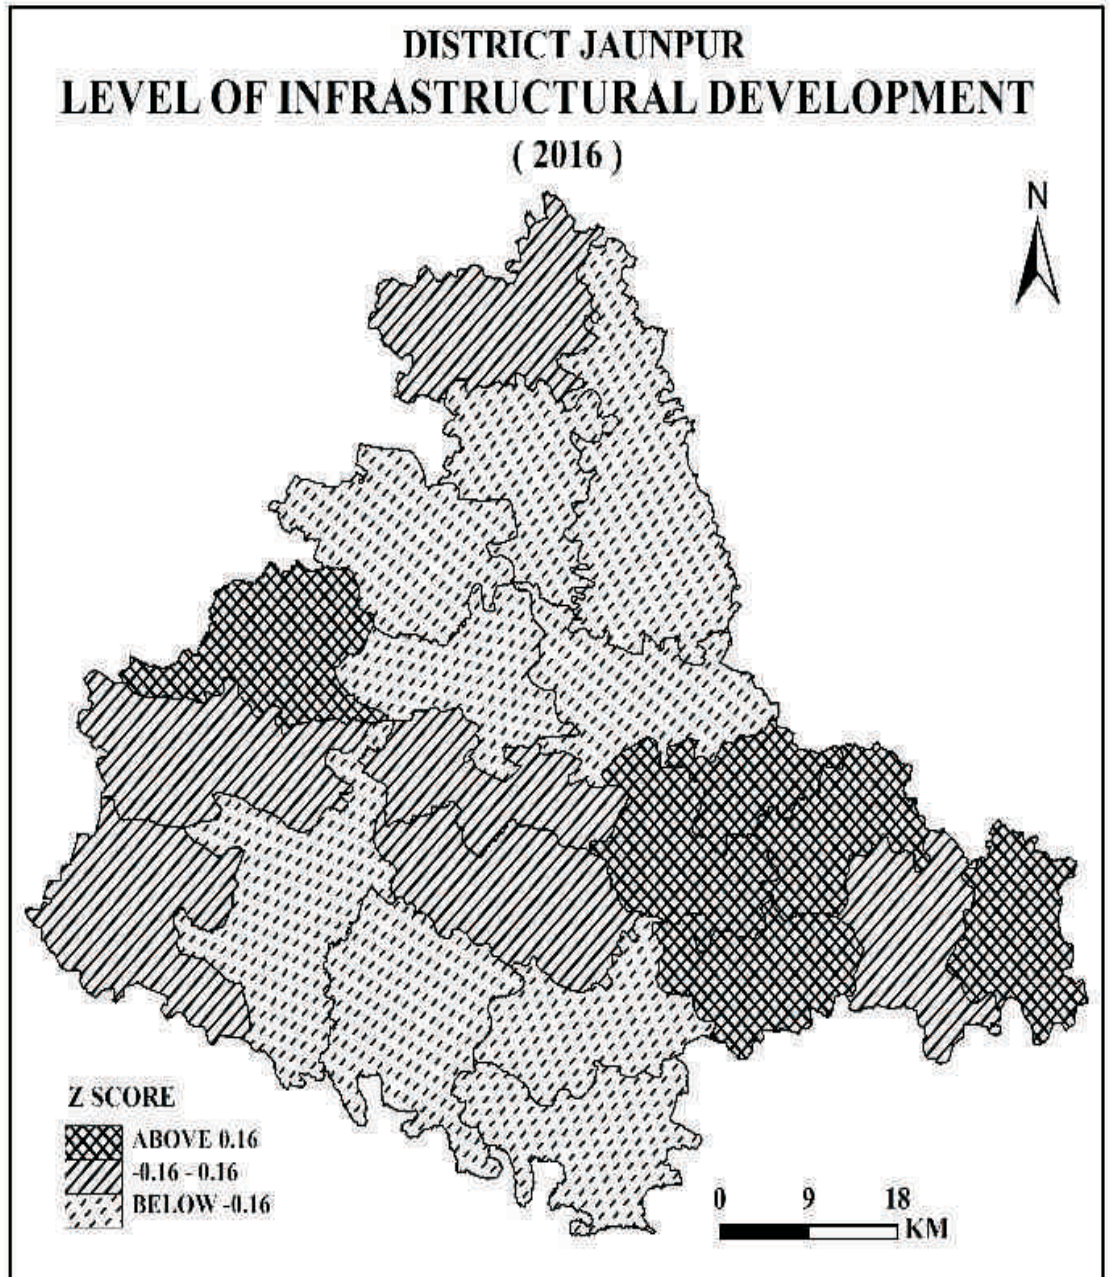 DISTRICT JAUNPUR
LEVEL OF INFRASTRUCTURAL DEVELOPMENT
( 2016 )
N
Z SCORE
ABOVE 0.16
-0.16 - 0.16
BELOW -0.16
0 9 18
KM